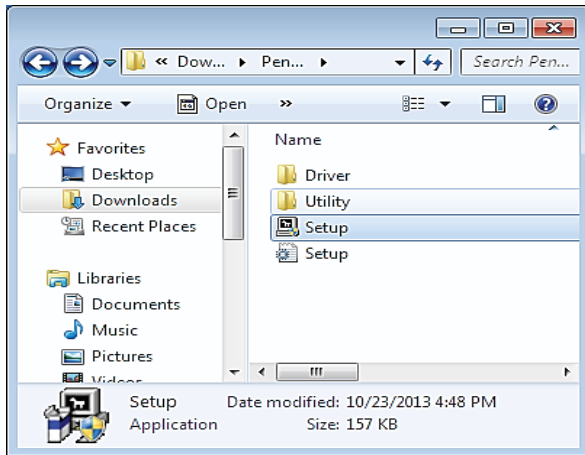 « Dow... ▸ Pen... ▸
Search Pen...
Organize ▾ Open »
Favorites
Desktop
Downloads
Recent Places
Libraries
Documents
Music
Pictures
Videos
Name
Driver
Utility
Setup
Setup
Setup Date modified: 10/23/2013 4:48 PM
Application Size: 157 KB